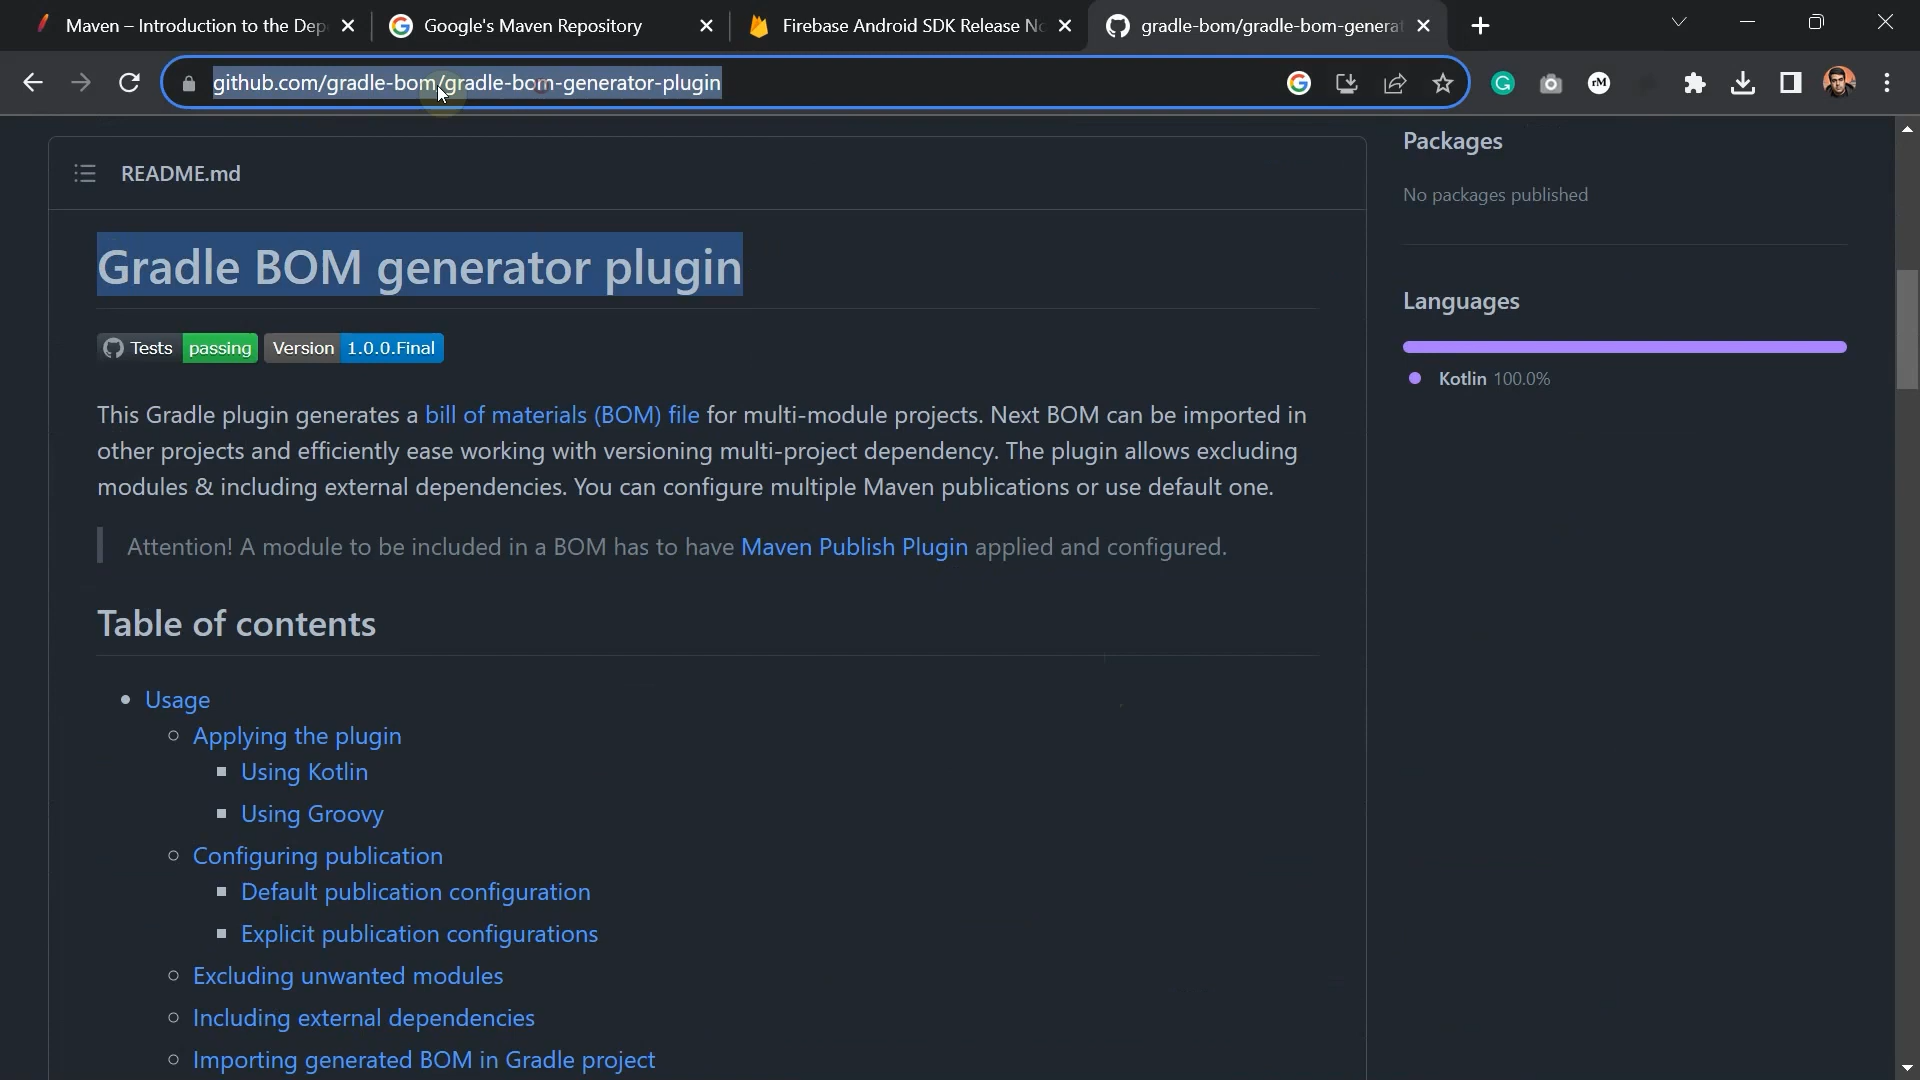 Maven – Introduction to the Dep
Google's Maven Repository
Firebase Android SDK Release No
gradle-bom/gradle-bom-generat
github.com/gradle-bom/gradle-bom-generator-plugin
rM
README.md
Gradle BOM generator plugin
Tests passing Version 1.0.0.Final
This Gradle plugin generates a bill of materials (BOM) file for multi-module projects. Next BOM can be imported in
other projects and efficiently ease working with versioning multi-project dependency. The plugin allows excluding
modules & including external dependencies. You can configure multiple Maven publications or use default one.
Attention! A module to be included in a BOM has to have Maven Publish Plugin applied and configured.
Table of contents
Usage
Applying the plugin
Using Kotlin
Using Groovy
Configuring publication
Default publication configuration
Explicit publication configurations
Excluding unwanted modules
Including external dependencies
Importing generated BOM in Gradle project
Packages
No packages published
Languages
Kotlin 100.0%